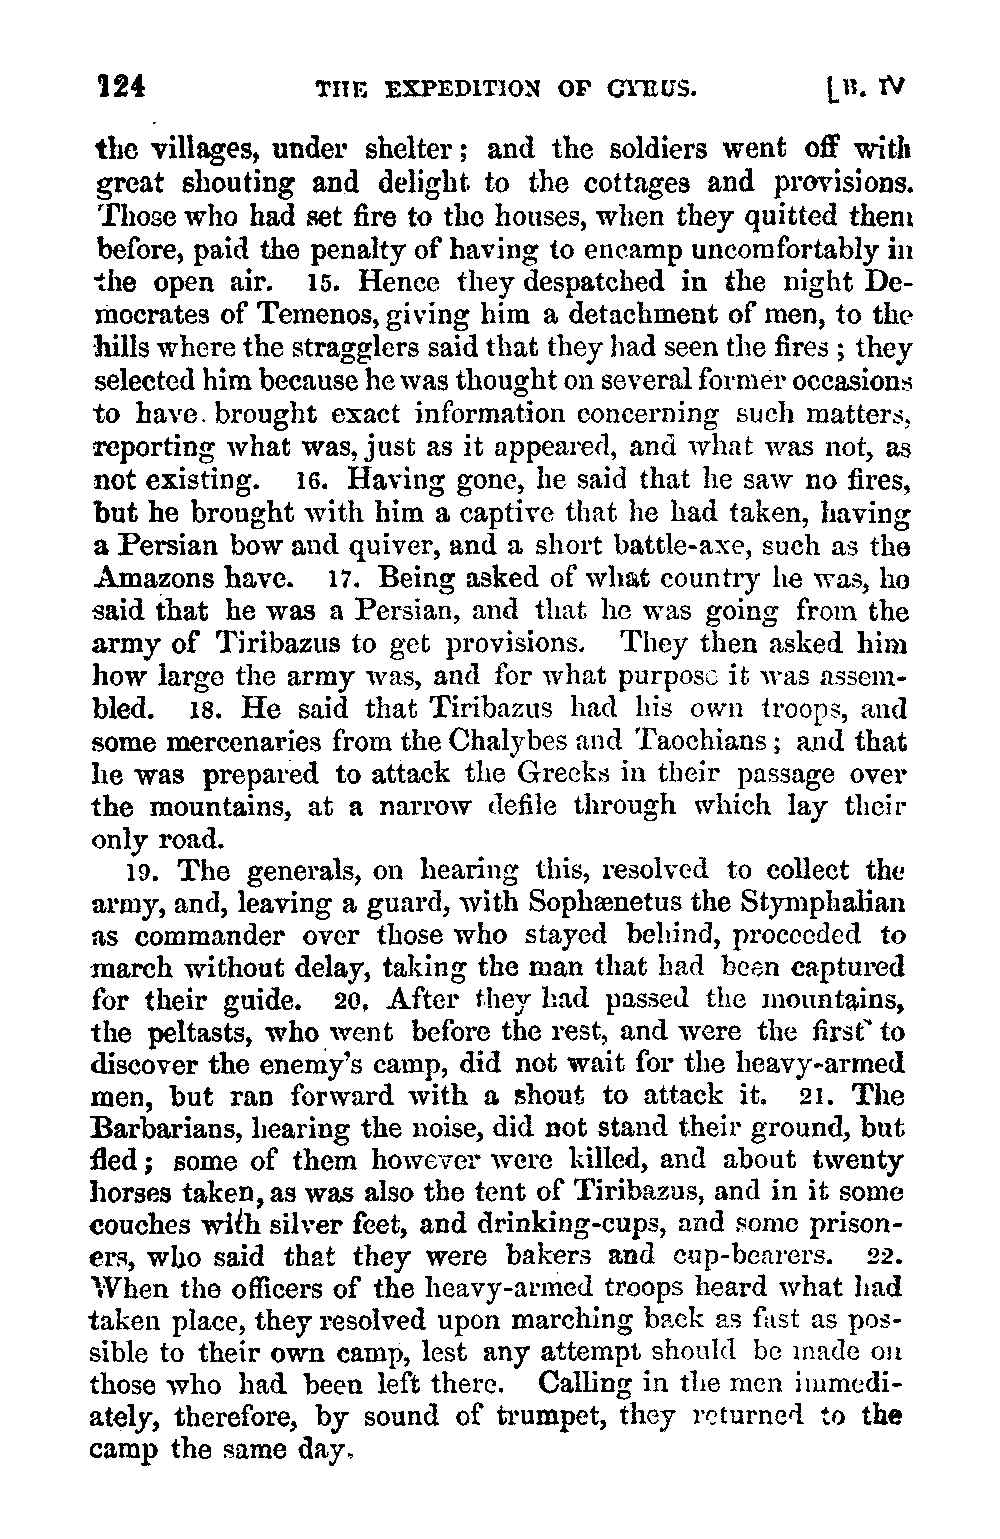 124 THE EXPEDITION OF CYRUS. [B. IV
the villages, under shelter; and the soldiers went off with
great shouting and delight to the cottages and provisions.
Those who had set fire to the houses, when they quitted them
before, paid the penalty of having to encamp uncomfortably in
the open air. 15. Hence they despatched in the night De-
mocrates of Temenos, giving him a detachment of men, to the
hills where the stragglers said that they had seen the fires; they
selected him because he was thought on several former occasions
to have brought exact information concerning such matters,
reporting what was, just as it appeared, and what was not, as
not existing. 16. Having gone, he said that he saw no fires,
but he brought with him a captive that he had taken, having
a Persian bow and quiver, and a short battle-axe, such as the
Amazons have. 17. Being asked of what country he was, he
said that he was a Persian, and that he was going from the
army of Tiribazus to get provisions. They then asked him
how large the army was, and for what purpose it was assem-
bled. 18. He said that Tiribazus had his own troops, and
some mercenaries from the Chalybes and Taochians; and that
he was prepared to attack the Greeks in their passage over
the mountains, at a narrow defile through which lay their
only road.
19. The generals, on hearing this, resolved to collect the
army, and, leaving a guard, with Sophænetus the Stymphalian
as commander over those who stayed behind, proceeded to
march without delay, taking the man that had been captured
for their guide. 20. After they had passed the mountains,
the peltasts, who went before the rest, and were the first to
discover the enemy's camp, did not wait for the heavy-armed
men, but ran forward with a shout to attack it. 21. The
Barbarians, hearing the noise, did not stand their ground, but
fled; some of them however were killed, and about twenty
horses taken, as was also the tent of Tiribazus, and in it some
couches with silver feet, and drinking-cups, and some prison-
ers, who said that they were bakers and cup-bearers. 22.
When the officers of the heavy-armed troops heard what had
taken place, they resolved upon marching back as fast as pos-
sible to their own camp, lest any attempt should be made on
those who had been left there. Calling in the men immedi-
ately, therefore, by sound of trumpet, they returned to the
camp the same day.